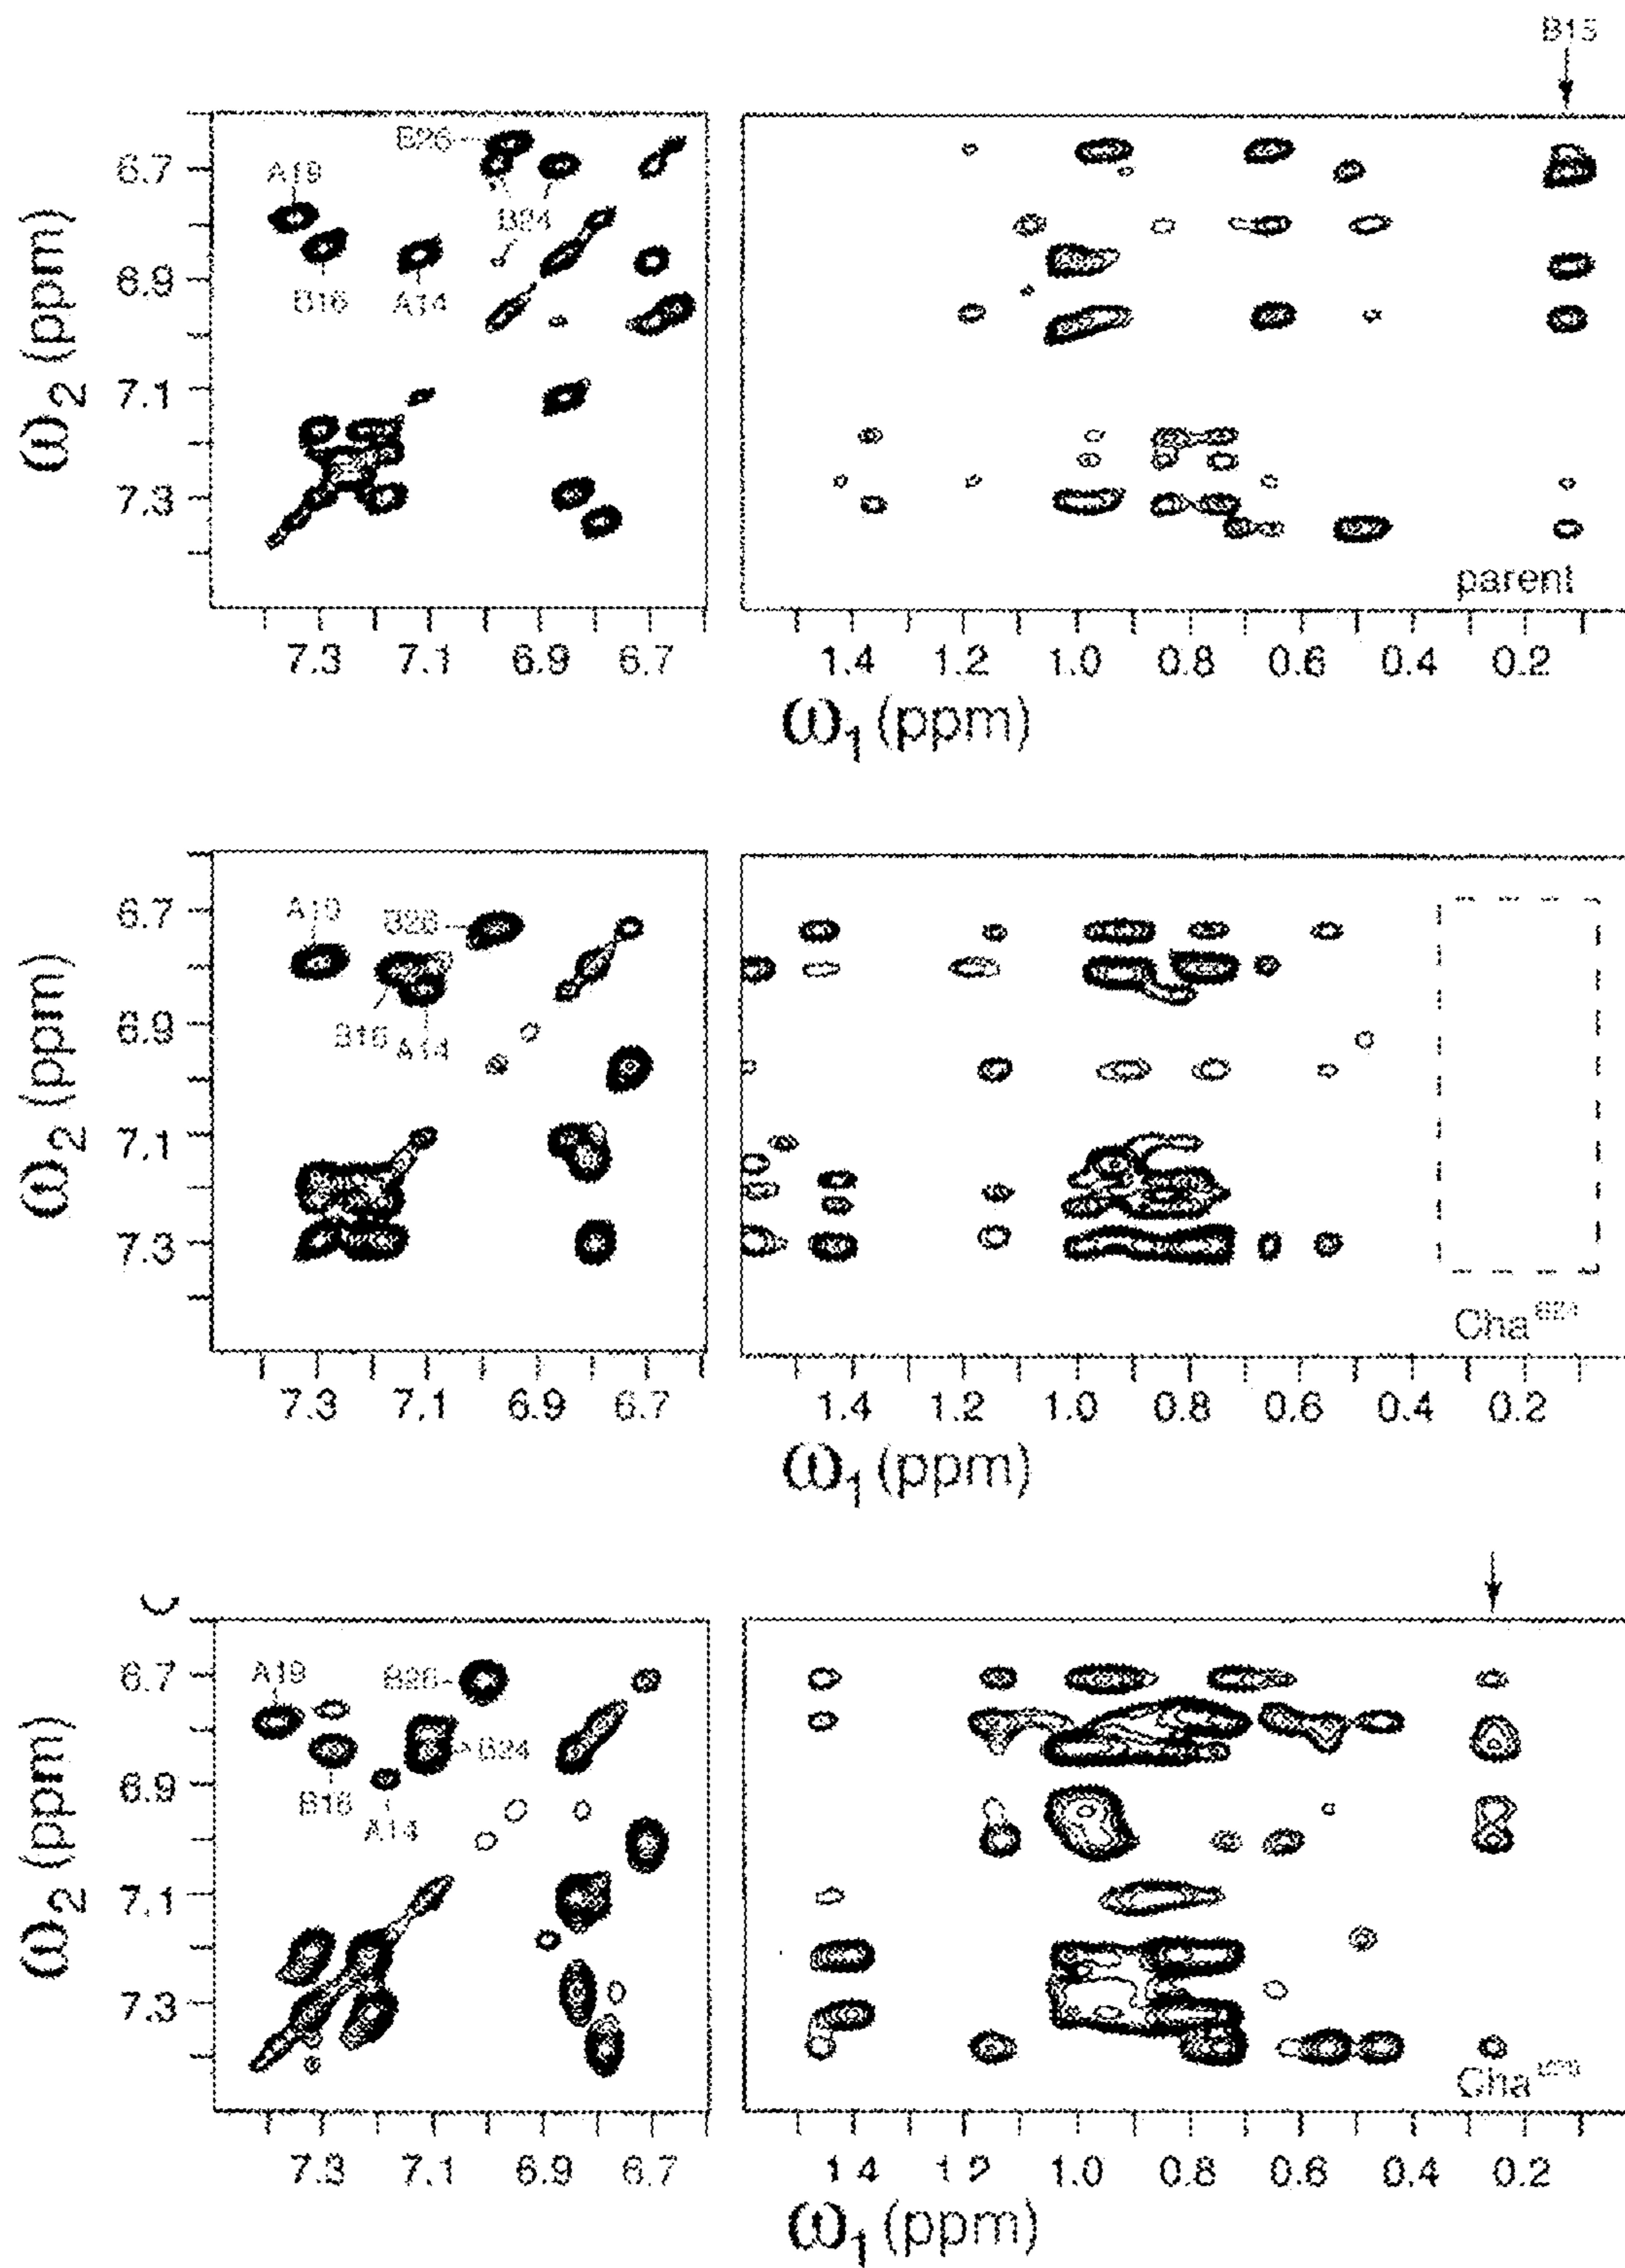 B15
B26
A19
B24
B16
A14
6.7
6.9
7.1
7.3
ω2 (ppm)
parent
7.3 7.1 6.9 6.7
1.4 1.2 1.0 0.8 0.6 0.4 0.2
ω1 (ppm)
A19
B26
B16
A14
6.7
6.9
7.1
7.3
ω2 (ppm)
Cha B24
7.3 7.1 6.9 6.7
1.4 1.2 1.0 0.8 0.6 0.4 0.2
ω1 (ppm)
A19
B26
B24
B16
A14
6.7
6.9
7.1
7.3
ω2 (ppm)
Cha
7.3 7.1 6.9 6.7
1.4 1.2 1.0 0.8 0.6 0.4 0.2
ω1 (ppm)